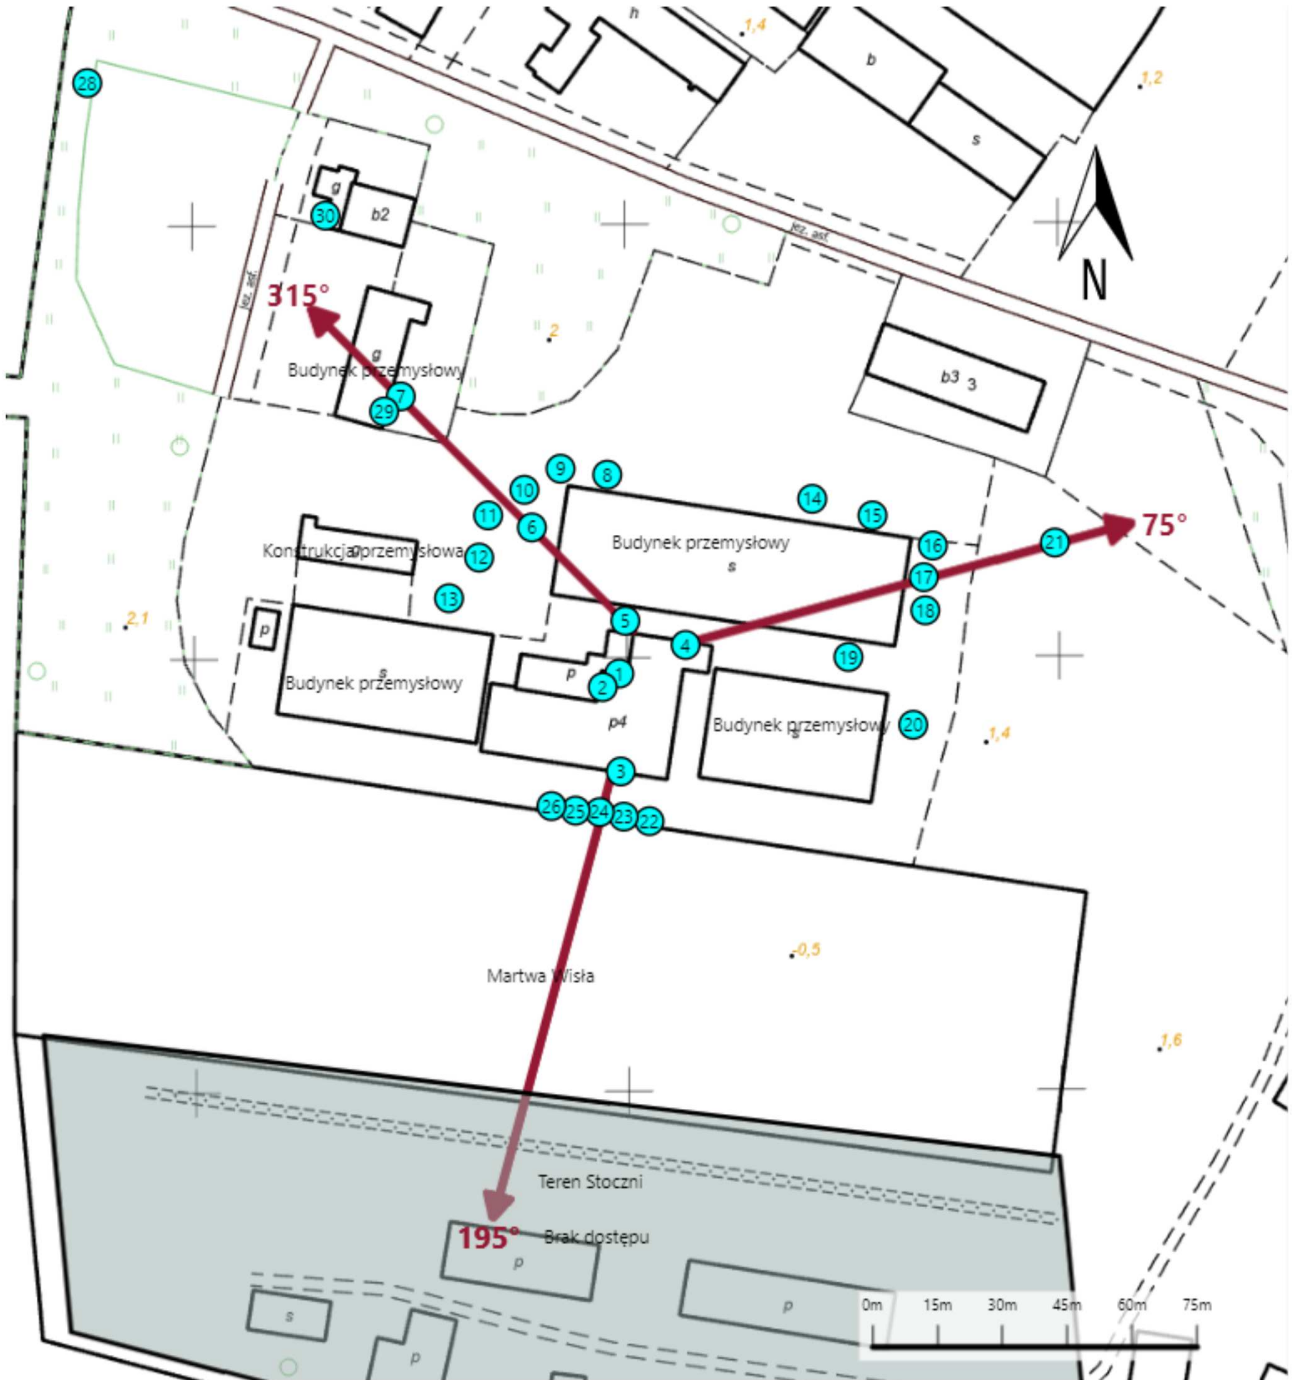 h
1,4
b
1,2
s
28
g
b2
30
jez. asf.
N
jez. asf.
315°
2
g
Budynek przemysłowy
b3 3
7
29
9
8
10
14
11
15
75°
6
16
21
Budynek przemysłowy
Konstrukcja przemysłowa
12
s
17
13
18
2,1
5
p
4
19
s
p
1
Budynek przemysłowy
2
p4
Budynek przemysłowy
20
s
1,4
3
26
25
24
23
22
-0,5
Martwa Wisła
1,6
Teren Stoczni
195°
Brak dostępu
p
p
s
p
0m 15m 30m 45m 60m 75m